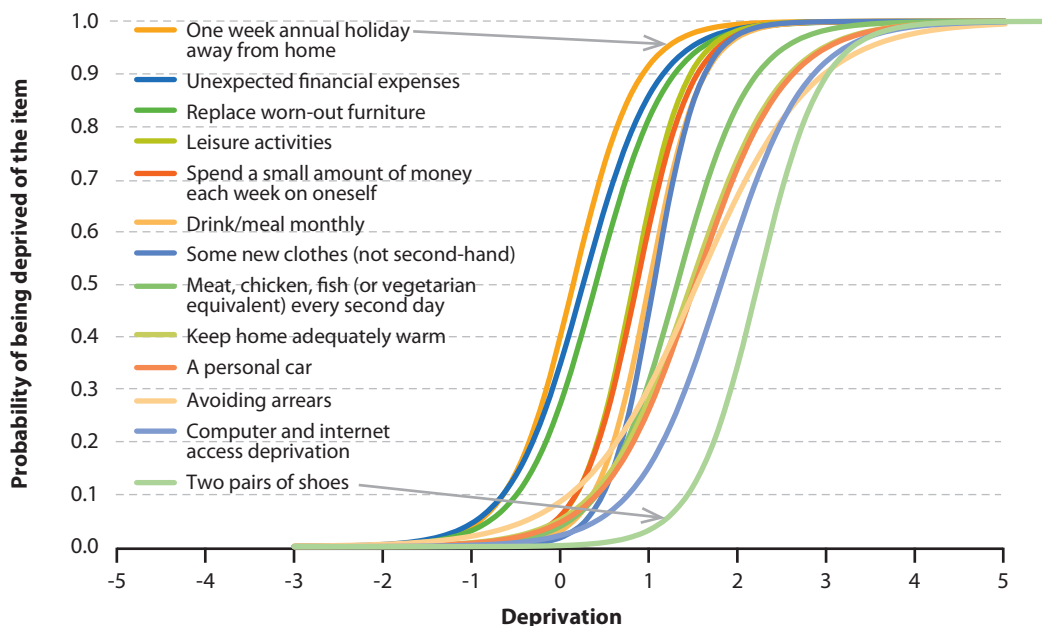 Probability of being deprived of the item
1.0
0.9
0.8
0.7
0.6
0.5
0.4
0.3
0.2
0.1
0.0
One week annual holiday
away from home
Unexpected financial expenses
Replace worn-out furniture
Leisure activities
Spend a small amount of money
each week on oneself
Drink/meal monthly
Some new clothes (not second-hand)
Meat, chicken, fish (or vegetarian
equivalent) every second day
Keep home adequately warm
A personal car
Avoiding arrears
Computer and internet
access deprivation
Two pairs of shoes
-5 -4 -3 -2 -1 0 1 2 3 4 5
Deprivation